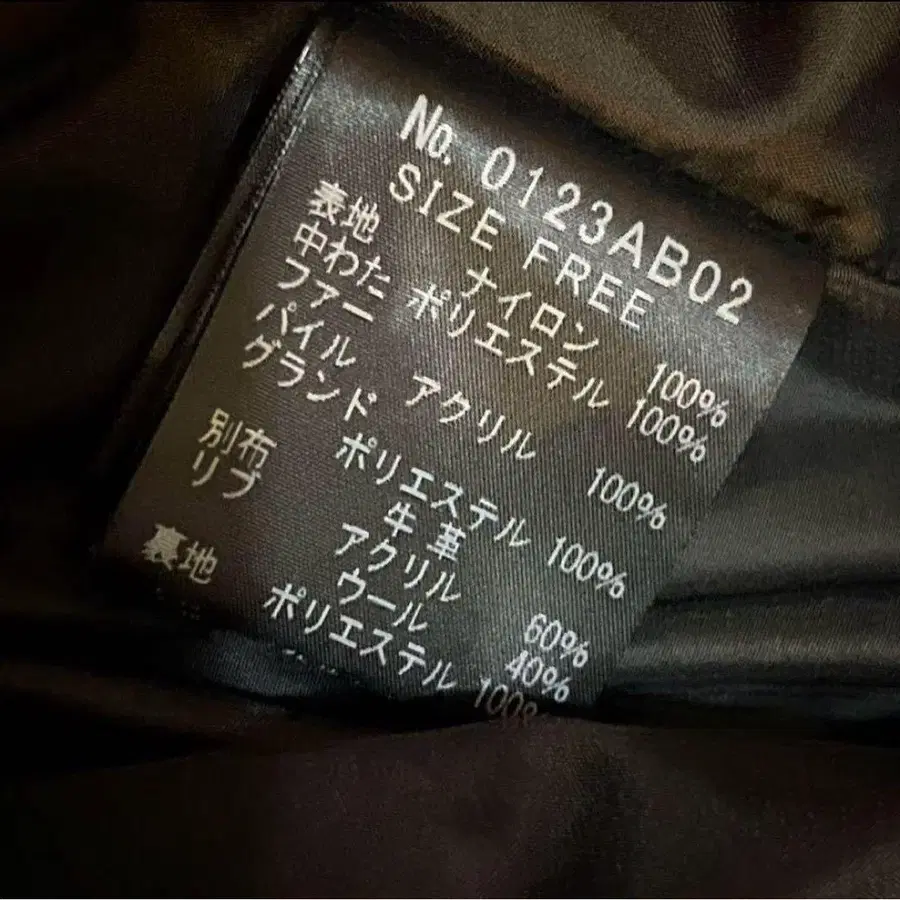 No. 0123AB02
SIZE FREE
表地 ナイロン 100%
中わた ポリエステル 100%
ファー
パイル アクリル 100%
グランド ポリエステル 100%
別布 牛革
リブ アクリル 60%
ウール 40%
裏地 ポリエステル 100%